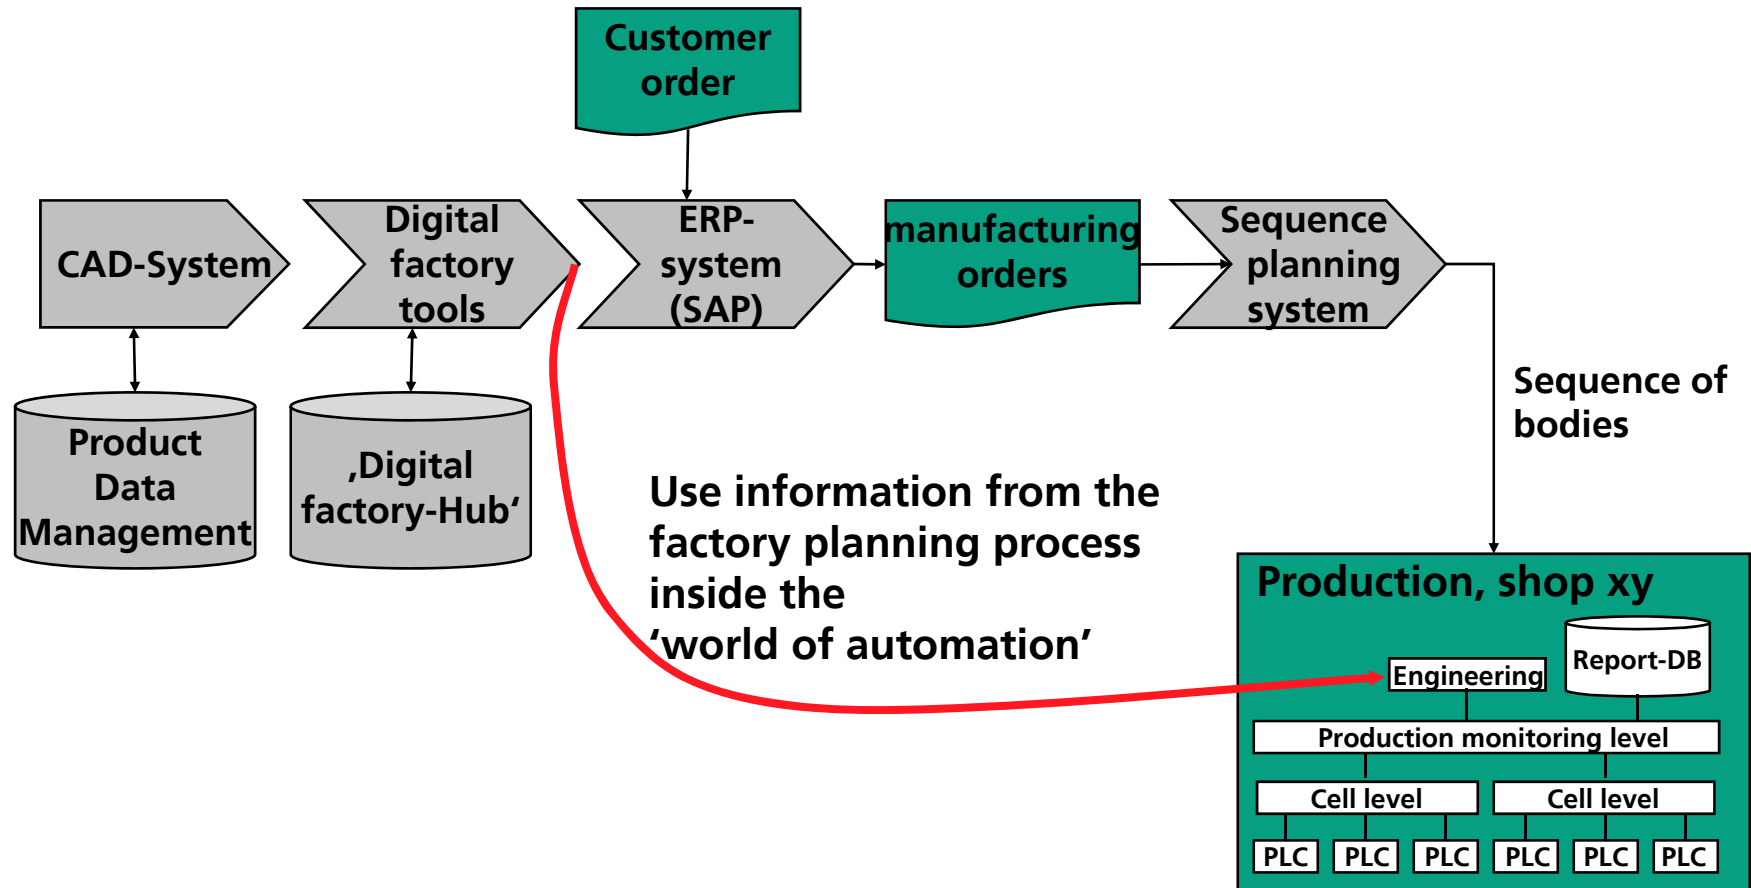 Customer
order
CAD-System
Digital
factory
tools
ERP-
system
(SAP)
manufacturing
orders
Sequence
planning
system
Product
Data
Management
‚Digital
factory-Hub‘
Sequence of
bodies
Use information from the
factory planning process
inside the
‘world of automation’
Production, shop xy
Report-DB
Engineering
Production monitoring level
Cell level
Cell level
PLC
PLC
PLC
PLC
PLC
PLC